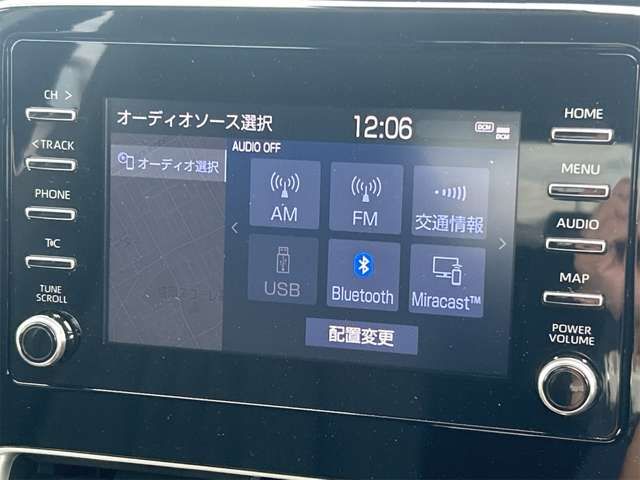 CH >
< TRACK
PHONE
T*C
TUNE
SCROLL
オーディオソース選択
12:06
DCM
DCM
AUDIO OFF
オーディオ選択
AM
FM
交通情報
USB
Bluetooth
Miracast™
配置変更
HOME
MENU
AUDIO
MAP
POWER
VOLUME